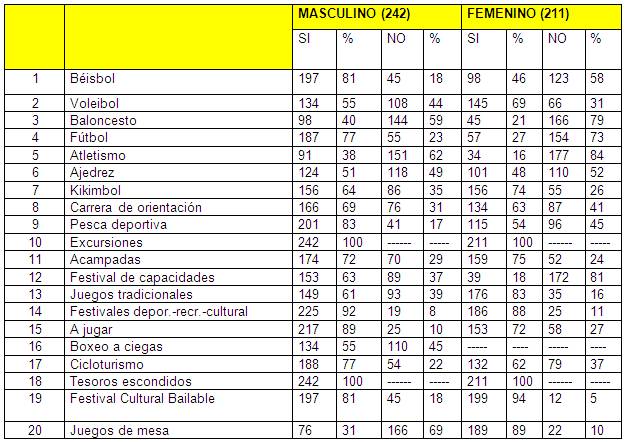 MASCULINO (242) FEMENINO (211)
SI % NO % SI % NO %
1 Béisbol 197 81 45 18 98 46 123 58
2 Voleibol 134 55 108 44 145 69 66 31
3 Baloncesto 98 40 144 59 45 21 166 79
4 Fútbol 187 77 55 23 57 27 154 73
5 Atletismo 91 38 151 62 34 16 177 84
6 Ajedrez 124 51 118 49 101 48 110 52
7 Kikimbol 156 64 86 35 156 74 55 26
8 Carrera de orientación 166 69 76 31 134 63 87 41
9 Pesca deportiva 201 83 41 17 115 54 96 45
10 Excursiones 242 100 ------ ----- 211 100 ------ -----
11 Acampadas 174 72 70 29 159 75 52 24
12 Festival de capacidades 153 63 89 37 39 18 172 81
13 Juegos tradicionales 149 61 93 39 176 83 35 16
14 Festivales depor.-recr.-cultural 225 92 19 8 186 88 25 11
15 A jugar 217 89 25 10 153 72 58 27
16 Boxeo a ciegas 134 55 110 45 ----- ---- ----- -----
17 Cicloturismo 188 77 54 22 132 62 79 37
18 Tesoros escondidos 242 100 ------ ----- 211 100 ------ -----
19 Festival Cultural Bailable 197 81 45 18 199 94 12 5
20 Juegos de mesa 76 31 166 69 189 89 22 10